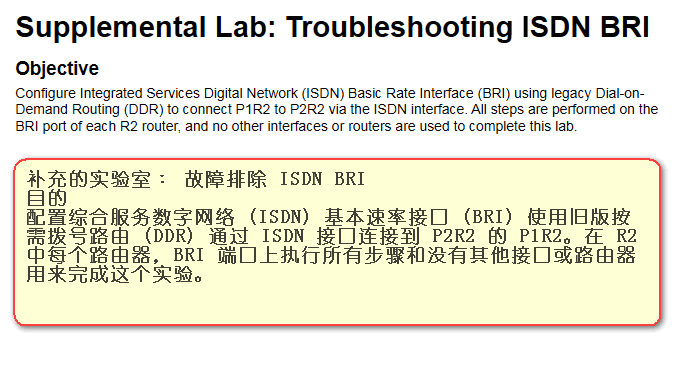 Supplemental Lab: Troubleshooting ISDN BRI
Objective
Configure Integrated Services Digital Network (ISDN) Basic Rate Interface (BRI) using legacy Dial-on-
Demand Routing (DDR) to connect P1R2 to P2R2 via the ISDN interface. All steps are performed on the
BRI port of each R2 router, and no other interfaces or routers are used to complete this lab.
补充的实验室： 故障排除 ISDN BRI
目的
配置综合服务数字网络 (ISDN) 基本速率接口 (BRI) 使用旧版按
需拨号路由 (DDR) 通过 ISDN 接口连接到 P2R2 的 P1R2。在 R2
中每个路由器，BRI 端口上执行所有步骤和没有其他接口或路由器
用来完成这个实验。